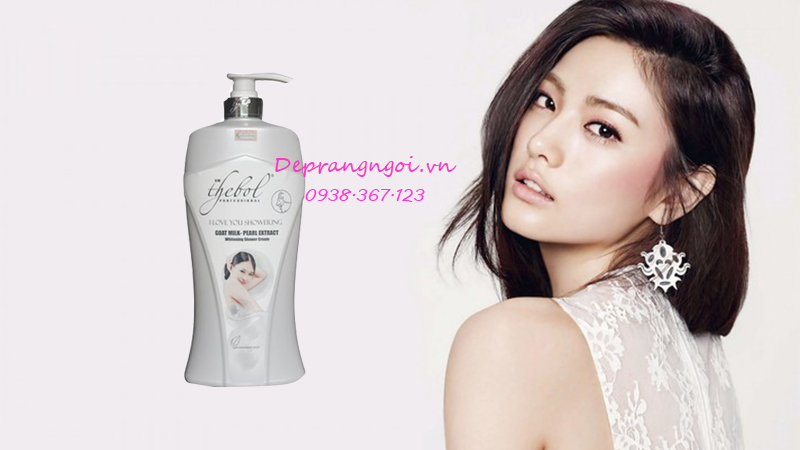 Deprangngoi.vn
0938·367·123
thebol
PROFESSIONAL
I LOVE YOU SHOWERING
GOAT MILK- PEARL EXTRACT
Whitening Shower Cream